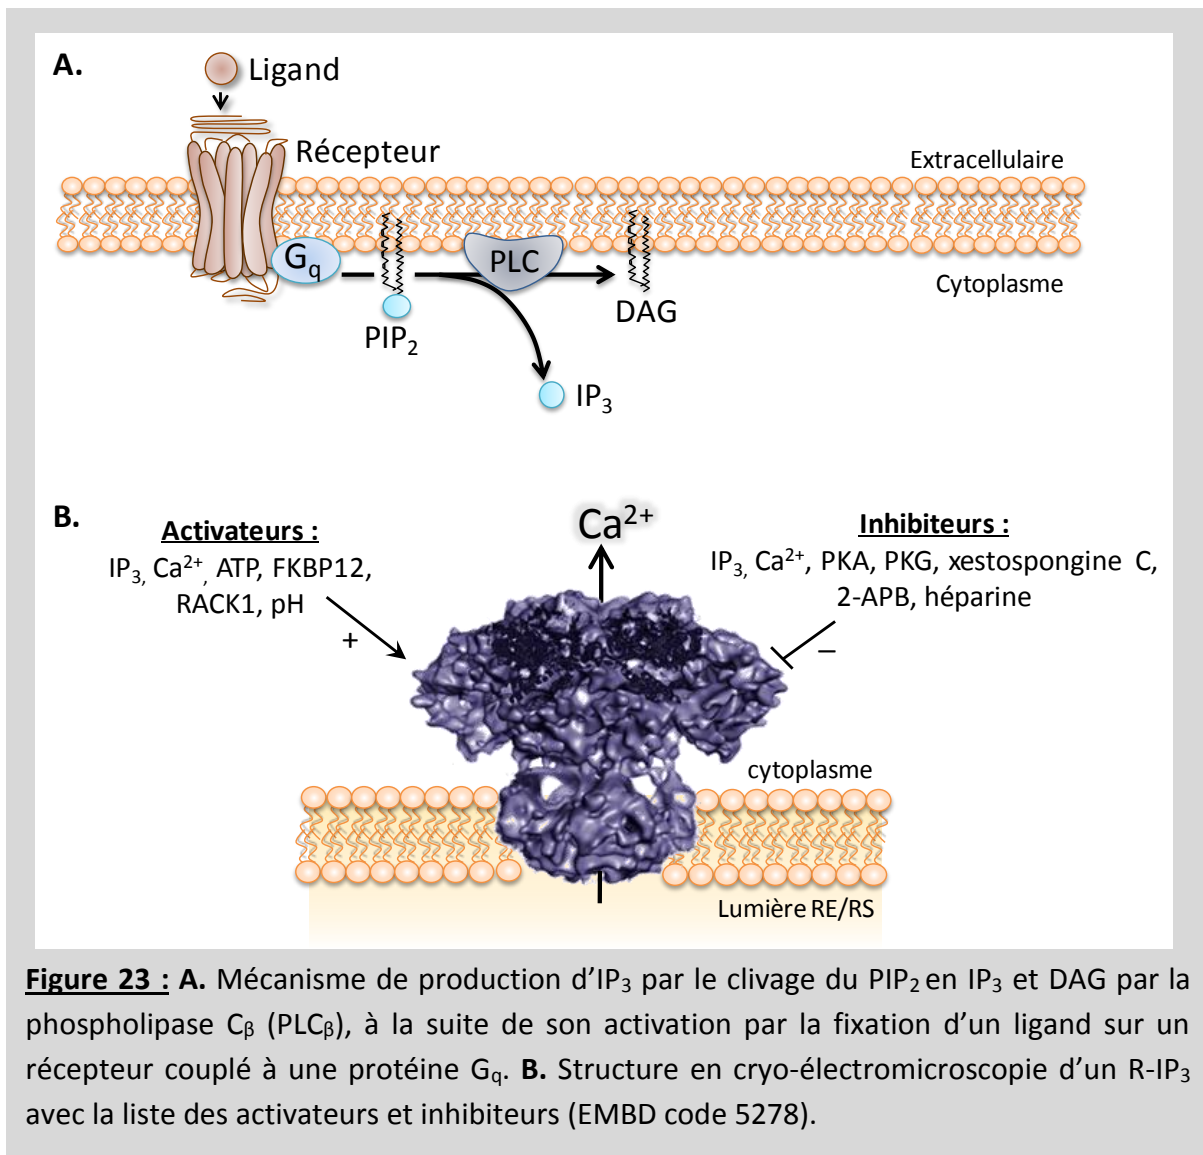 A.
Ligand
Récepteur
Extracellulaire
Gq
PLC
Cytoplasme
DAG
PIP2
IP3
B.
Activateurs :
IP3, Ca2+, ATP, FKBP12,
RACK1, pH
+
Ca2+
Inhibiteurs :
IP3, Ca2+, PKA, PKG, xestospongine C,
2-APB, héparine
–
cytoplasme
Lumière RE/RS
Figure 23 : A. Mécanisme de production d’IP3 par le clivage du PIP2 en IP3 et DAG par la
phospholipase Cβ (PLCβ), à la suite de son activation par la fixation d’un ligand sur un
récepteur couplé à une protéine Gq. B. Structure en cryo-électromicroscopie d’un R-IP3
avec la liste des activateurs et inhibiteurs (EMBD code 5278).